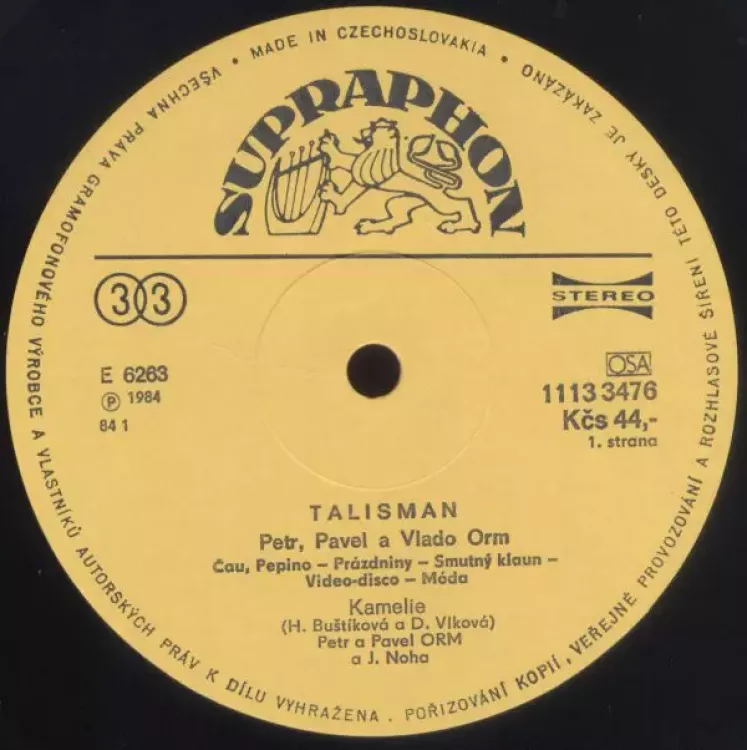 VŠECHNA PRÁVA GRAMOFONOVÉHO VÝROBCE A VLASTNÍKŮ AUTORSKÝCH PRÁV K DÍLU VYHRAŽENA . POŘIZOVÁNÍ KOPIÍ, VEŘEJNÉ PROVOZOVÁNÍ A ROZHLASOVÉ ŠÍŘENÍ TÉTO DESKY JE ZAKÁZÁNO
• MADE IN CZECHOSLOVAKIA •
SUPRAPHON
33
STEREO
E 6263
Ⓟ 1984
84 1
OSA
1113 3476
Kčs 44,-
1. strana
TALISMAN
Petr, Pavel a Vlado Orm
Čau, Pepino – Prázdniny – Smutný klaun –
Video-disco – Móda
Kamelie
(H. Buštíková a D. Vlková)
Petr a Pavel ORM
a J. Noha